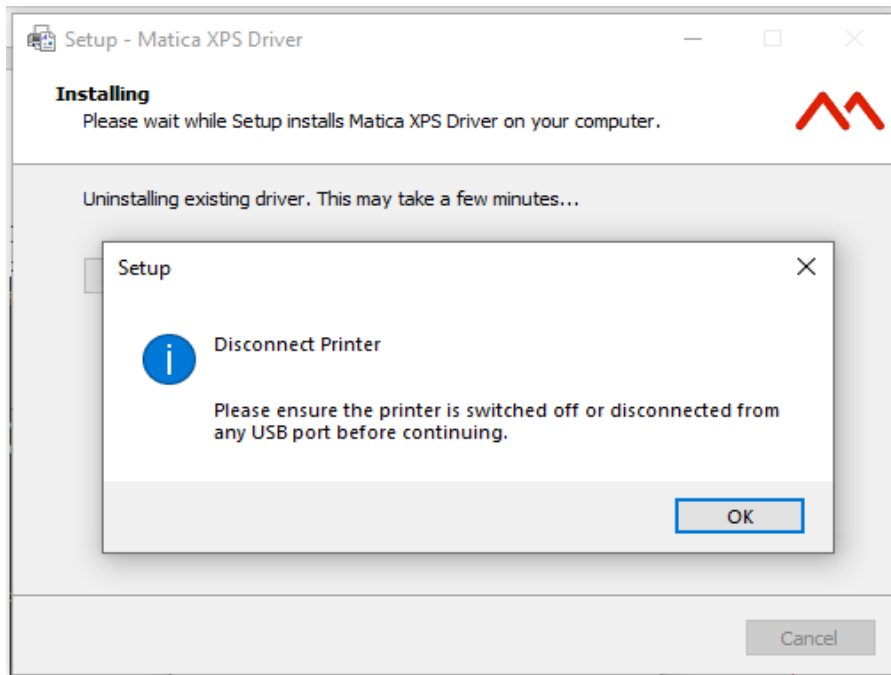 Setup - Matica XPS Driver
Installing
Please wait while Setup installs Matica XPS Driver on your computer.
Uninstalling existing driver. This may take a few minutes...
Setup
Disconnect Printer
Please ensure the printer is switched off or disconnected from
any USB port before continuing.
OK
Cancel